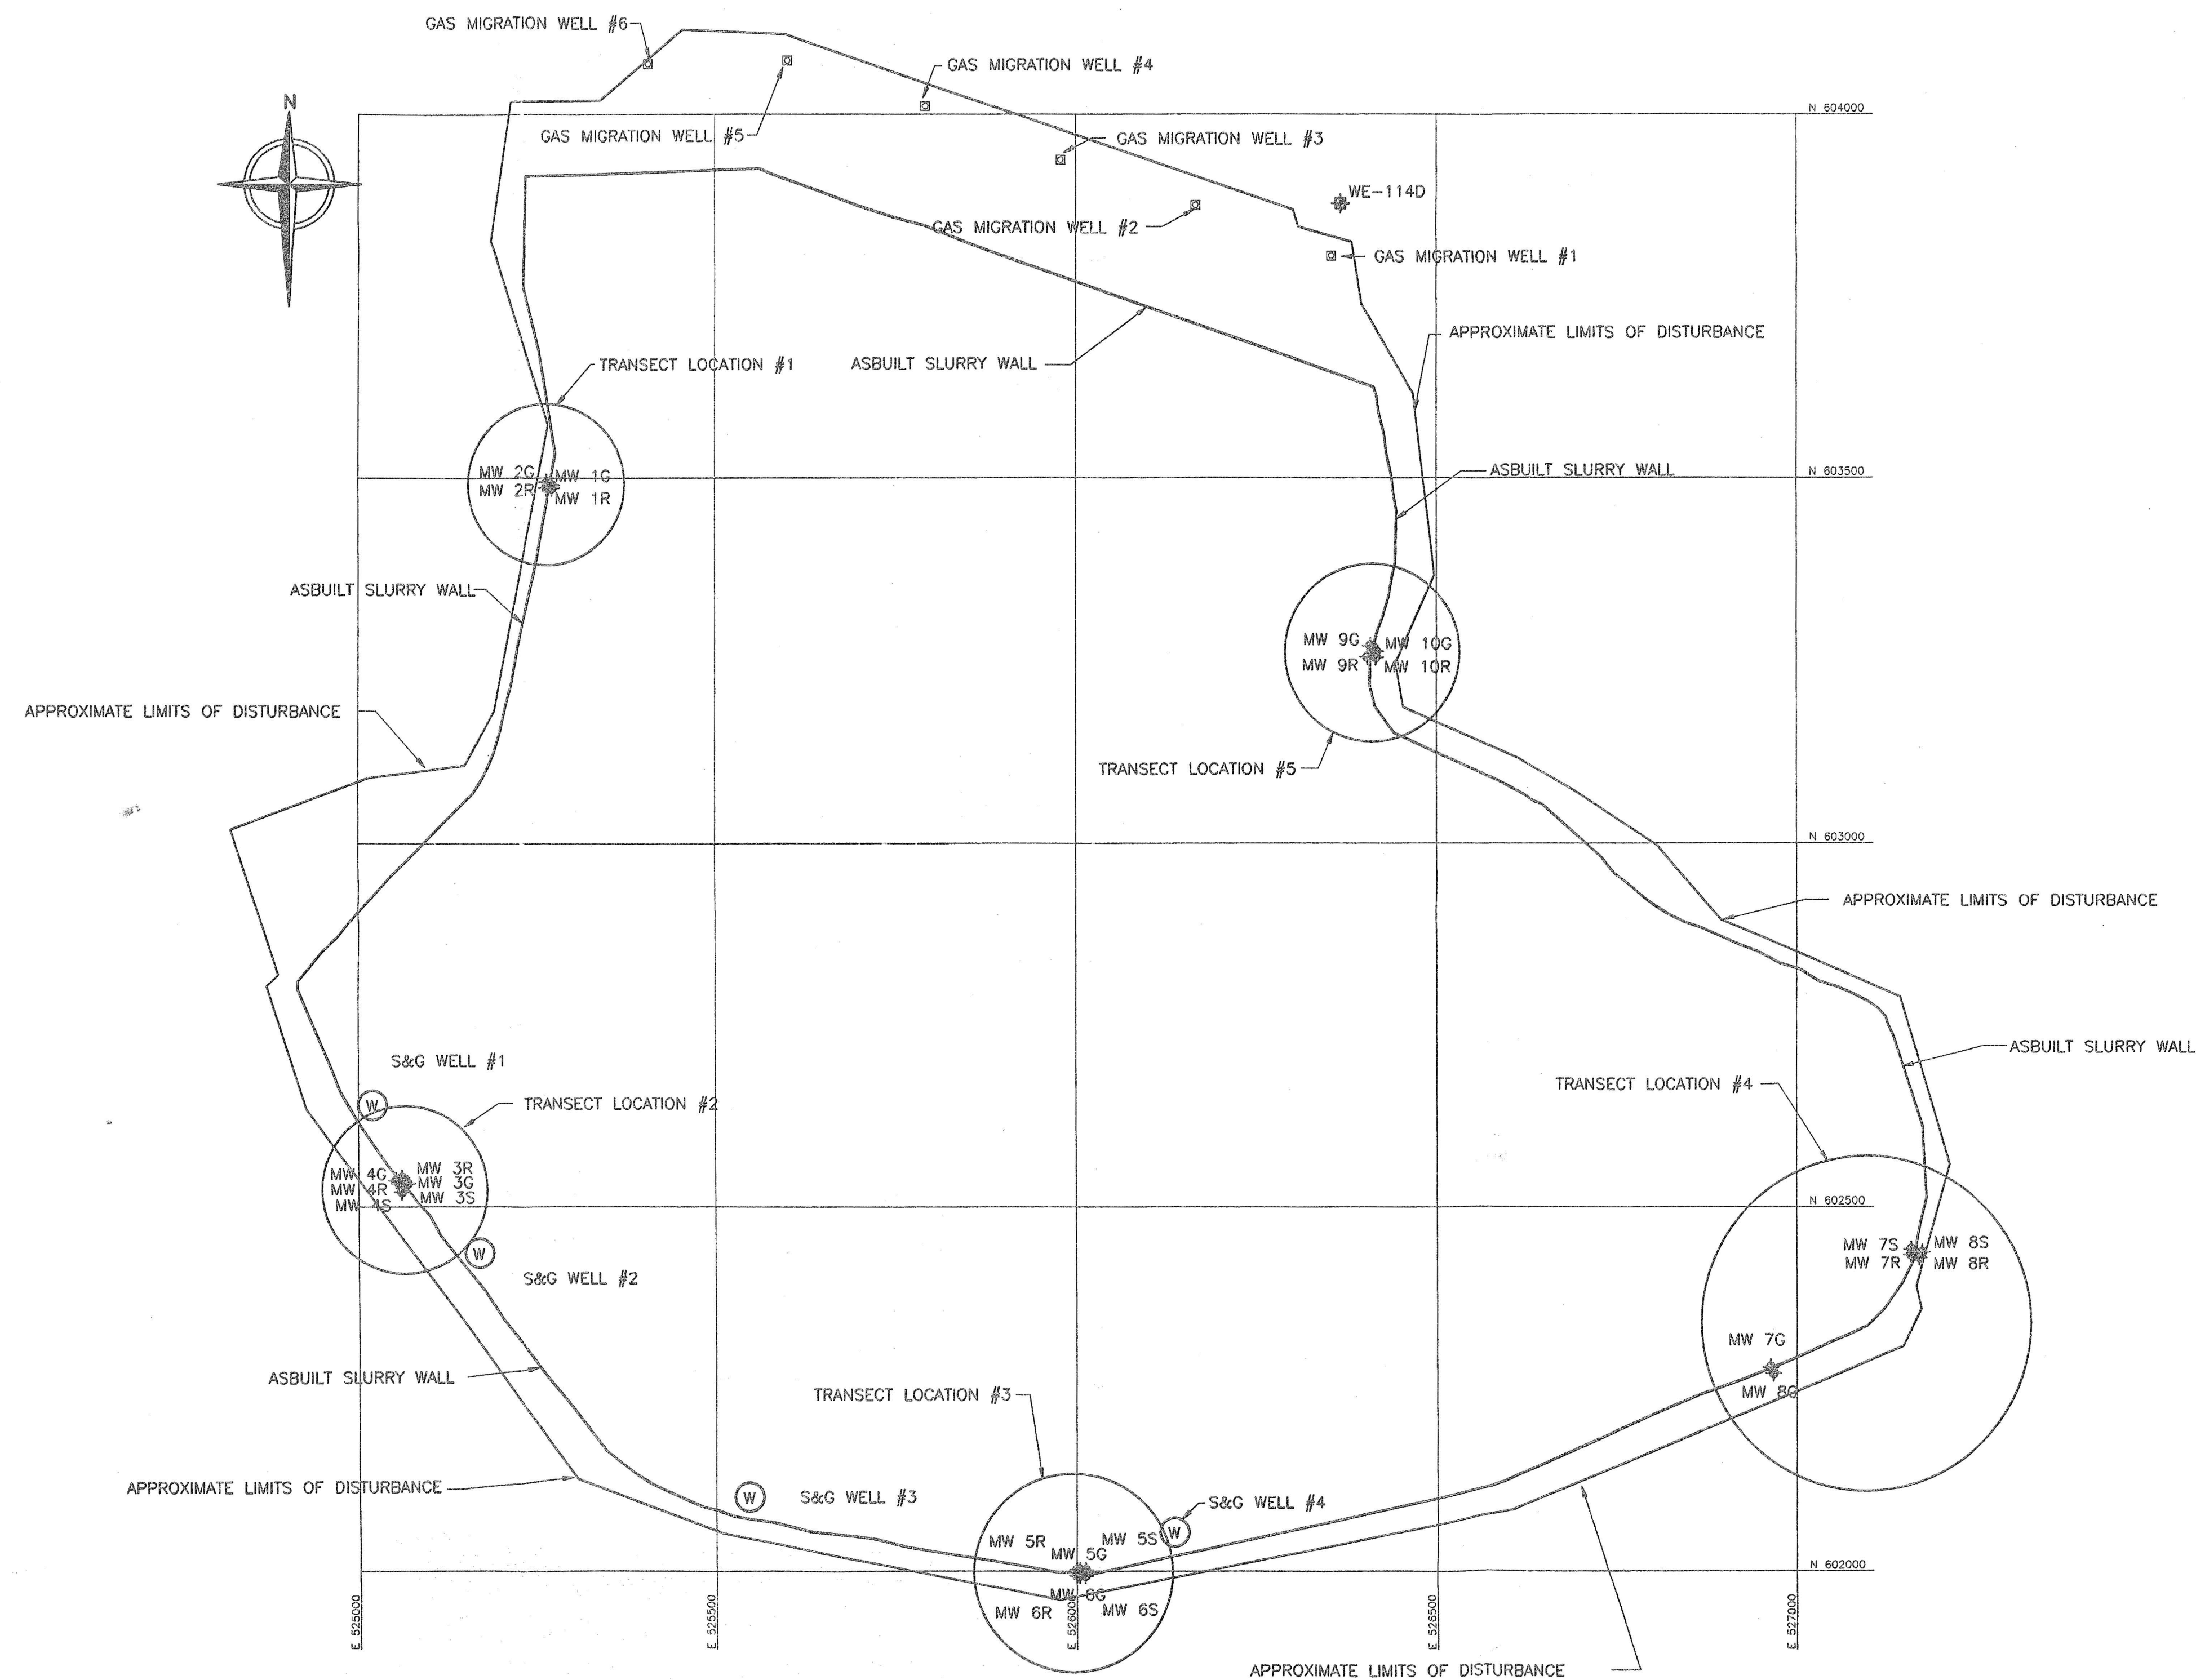 GAS MIGRATION WELL #6
GAS MIGRATION WELL #4
N
N 604000
GAS MIGRATION WELL #5
GAS MIGRATION WELL #3
WE-114D
GAS MIGRATION WELL #2
GAS MIGRATION WELL #1
APPROXIMATE LIMITS OF DISTURBANCE
TRANSECT LOCATION #1
ASBUILT SLURRY WALL
N 603500
ASBUILT SLURRY WALL
MW 2G
MW 1G
MW 2R
MW 1R
ASBUILT SLURRY WALL
MW 9G
MW 10G
MW 9R
MW 10R
APPROXIMATE LIMITS OF DISTURBANCE
TRANSECT LOCATION #5
N 603000
APPROXIMATE LIMITS OF DISTURBANCE
ASBUILT SLURRY WALL
S&G WELL #1
TRANSECT LOCATION #4
W
TRANSECT LOCATION #2
MW 4G
MW 3R
MW 4R
MW 3G
MW 4S
MW 3S
N 602500
MW 7S
MW 8S
MW 7R
MW 8R
W
S&G WELL #2
MW 7G
ASBUILT SLURRY WALL
MW 8G
TRANSECT LOCATION #3
APPROXIMATE LIMITS OF DISTURBANCE
W
S&G WELL #3
S&G WELL #4
W
MW 5R
MW 5S
MW 5G
N 602000
MW 6G
MW 6R
MW 6S
E 525000
E 525500
E 526000
E 526500
E 527000
APPROXIMATE LIMITS OF DISTURBANCE